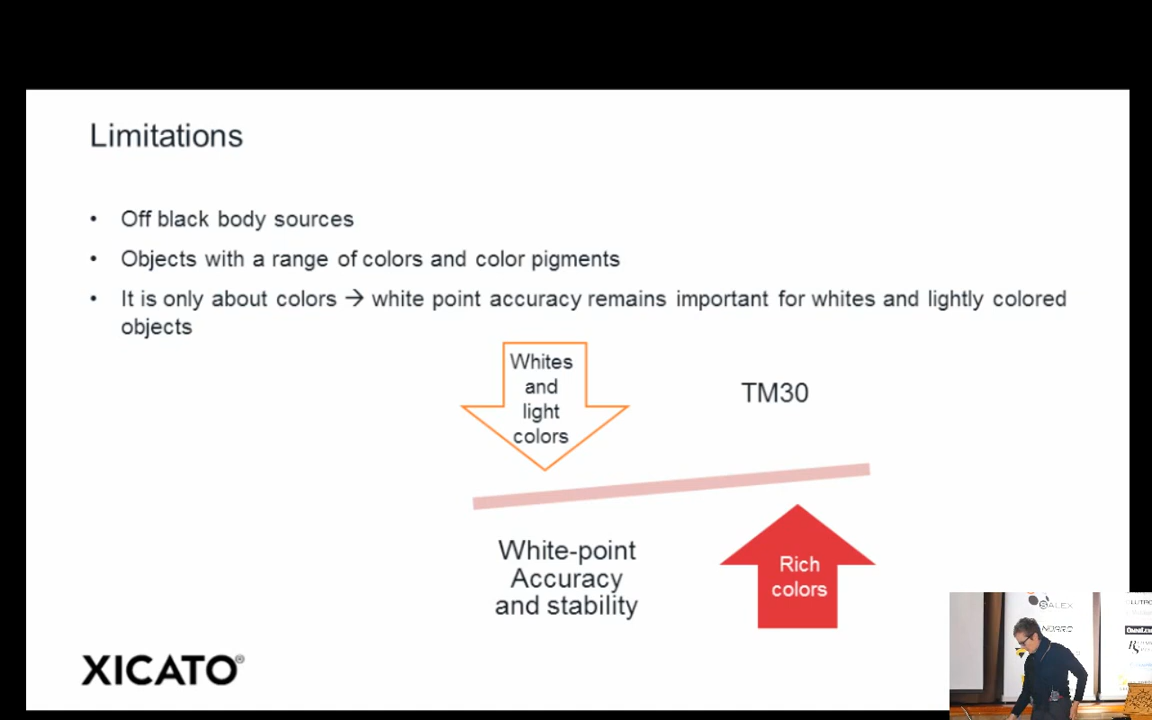 Limitations
• Off black body sources
• Objects with a range of colors and color pigments
• It is only about colors → white point accuracy remains important for whites and lightly colored
objects
Whites
and
light
colors
TM30
White-point
Accuracy
and stability
Rich
colors
XICATO®
SALEX